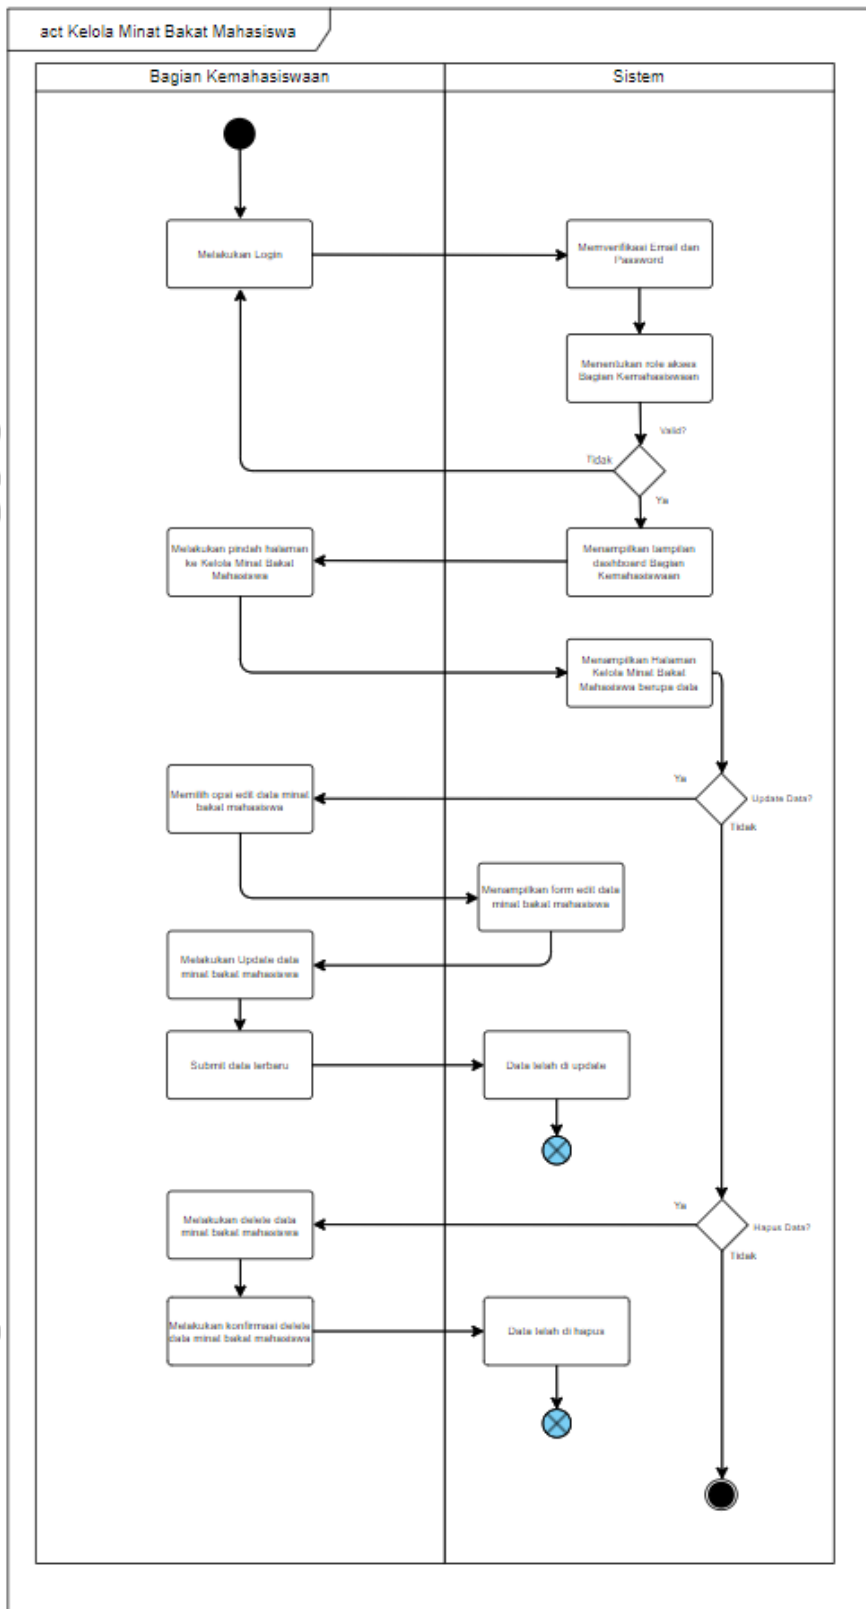 act Kelola Minat Bakat Mahasiswa
Bagian Kemahasiswaan
Sistem
Melakukan Login
Memverifikasi Email dan
Password
Menentukan role akses
Bagian Kemahasiswaan
Valid?
Tidak
Ya
Melakukan pindah halaman
ke Kelola Minat Bakat
Mahasiswa
Menampilkan tampilan
dashboard Bagian
Kemahasiswaan
Menampilkan Halaman
Kelola Minat Bakat
Mahasiswa berupa data
Ya
Update Data?
Tidak
Memilih opsi edit data minat
bakat mahasiswa
Menampilkan form edit data
minat bakat mahasiswa
Melakukan Update data
minat bakat mahasiswa
Submit data terbaru
Data telah di update
Ya
Hapus Data?
Tidak
Melakukan delete data
minat bakat mahasiswa
Melakukan konfirmasi delete
data minat bakat mahasiswa
Data telah di hapus